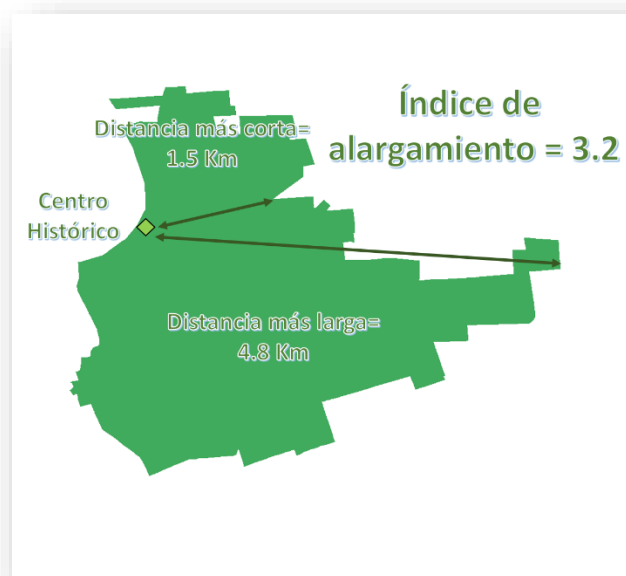 Índice de
alargamiento = 3.2
Distancia más corta=
1.5 Km
Centro
Histórico
Distancia más larga=
4.8 Km